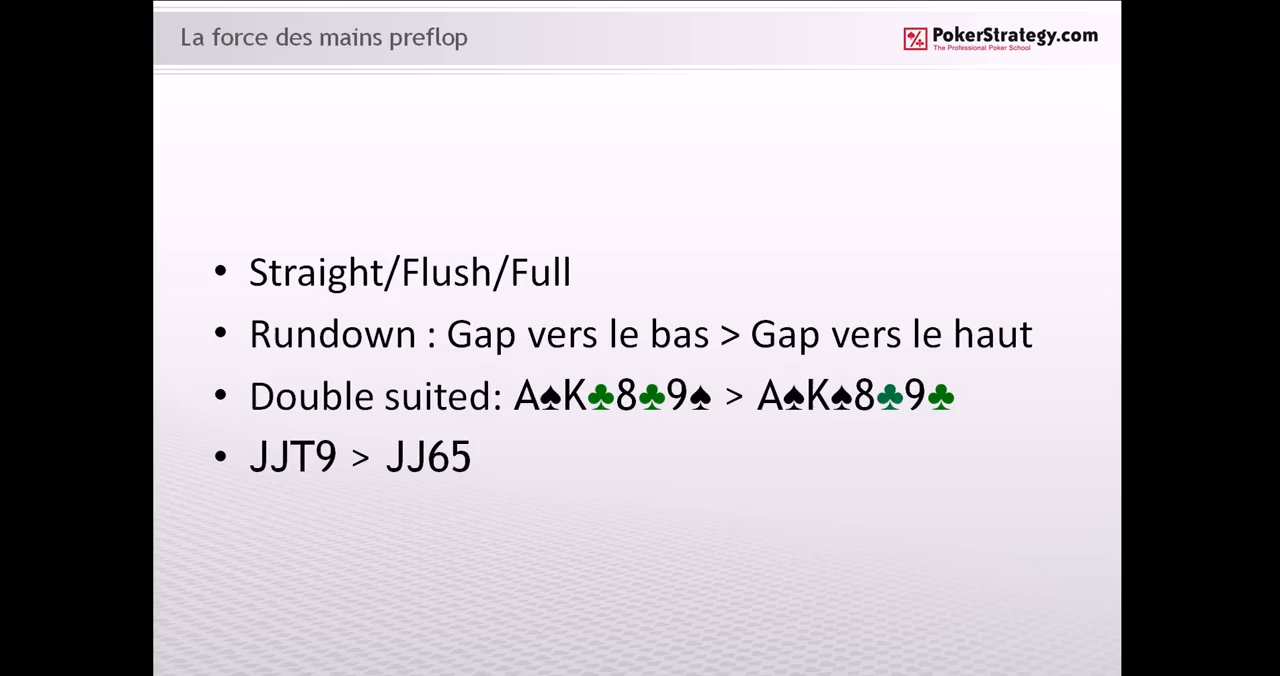 La force des mains preflop
PokerStrategy.com
The Professional Poker School
• Straight/Flush/Full
• Rundown : Gap vers le bas > Gap vers le haut
• Double suited: A♠K♣8♣9♠ > A♠K♠8♣9♣
• JJT9 > JJ65